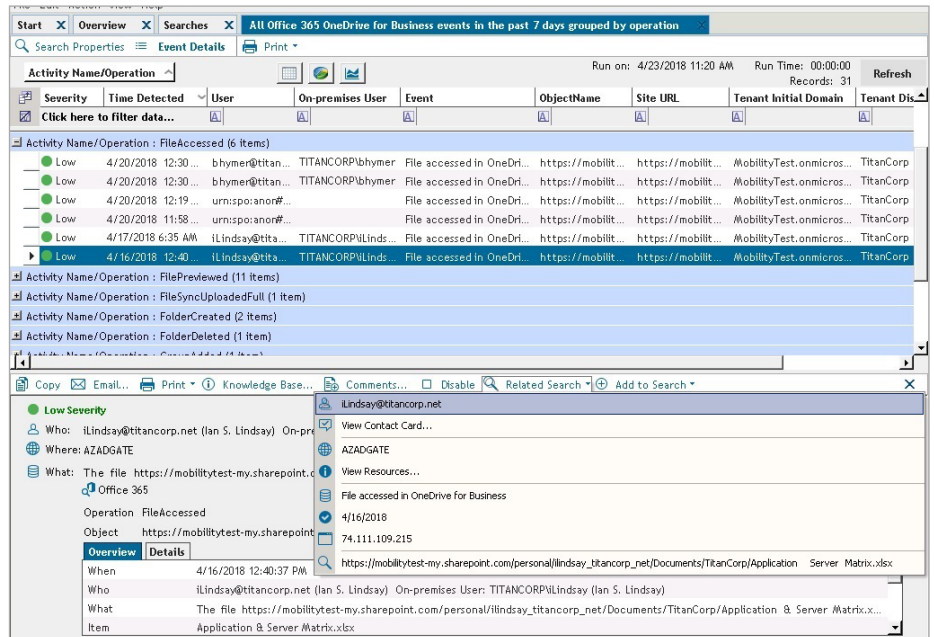 Start X Overview X Searches X All Office 365 OneDrive for Business events in the past 7 days grouped by operation
Search Properties Event Details Print
Activity Name/Operation
Run on: 4/23/2018 11:20 AM Run Time: 00:00:00
Records: 31
Refresh
Severity Time Detected User On-premises User Event ObjectName Site URL Tenant Initial Domain Tenant Dis
Click here to filter data...
Activity Name/Operation : FileAccessed (6 items)
Low 4/20/2018 12:30... bhymer@titan... TITANCORP\bhymer File accessed in OneDri... https://mobilit... https://mobilit... MobilityTest.onmicros... TitanCorp
Low 4/20/2018 12:30... bhymer@titan... TITANCORP\bhymer File accessed in OneDri... https://mobilit... https://mobilit... MobilityTest.onmicros... TitanCorp
Low 4/20/2018 12:19... urn:spo:anon#... File accessed in OneDri... https://mobilit... https://mobilit... MobilityTest.onmicros... TitanCorp
Low 4/20/2018 11:58... urn:spo:anon#... File accessed in OneDri... https://mobilit... https://mobilit... MobilityTest.onmicros... TitanCorp
Low 4/17/2018 6:35 AM iLindsay@tita... TITANCORP\iLinds... File accessed in OneDri... https://mobilit... https://mobilit... MobilityTest.onmicros... TitanCorp
Low 4/16/2018 12:40... iLindsay@tita... TITANCORP\iLinds... File accessed in OneDri... https://mobilit... https://mobilit... MobilityTest.onmicros... TitanCorp
Activity Name/Operation : FilePreviewed (11 items)
Activity Name/Operation : FileSyncUploadedFull (1 item)
Activity Name/Operation : FolderCreated (2 items)
Activity Name/Operation : FolderDeleted (1 item)
Copy Email... Print Knowledge Base... Comments... Disable Related Search Add to Search X
Low Severity
Who: iLindsay@titancorp.net (Ian S. Lindsay) On-pre
Where: AZADGATE
What: The file https://mobilitytest-my.sharepoint.c
Office 365
Operation FileAccessed
Object https://mobilitytest-my.sharepoint
iLindsay@titancorp.net
View Contact Card...
AZADGATE
View Resources...
File accessed in OneDrive for Business
4/16/2018
74.111.109.215
https://mobilitytest-my.sharepoint.com/personal/ilindsay_titancorp_net/Documents/TitanCorp/Application Server Matrix.xlsx
Overview Details
When 4/16/2018 12:40:37 PM
Who iLindsay@titancorp.net (Ian S. Lindsay) On-premises User: TITANCORP\iLindsay (Ian S. Lindsay)
What The file https://mobilitytest-my.sharepoint.com/personal/ilindsay_titancorp_net/Documents/TitanCorp/Application & Server Matrix.x...
Item Application & Server Matrix.xlsx